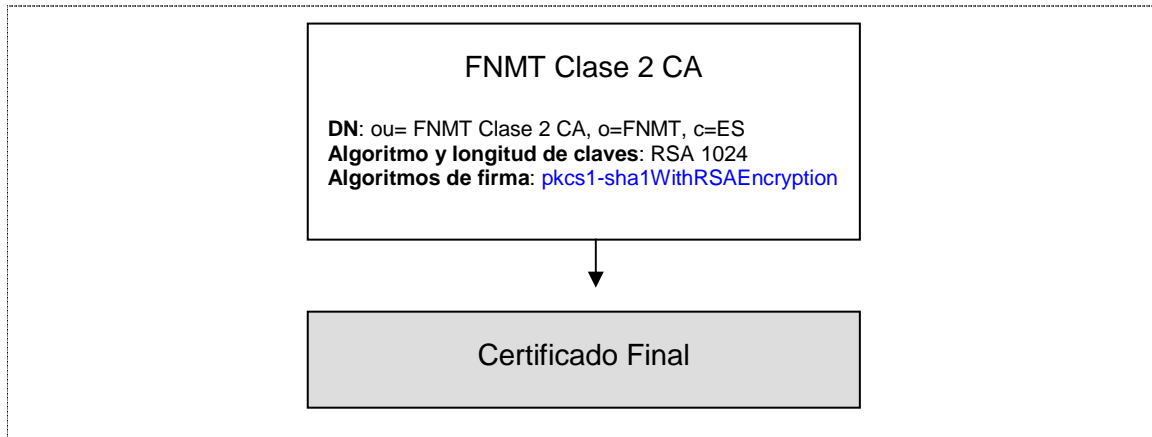 FNMT Clase 2 CA
DN: ou= FNMT Clase 2 CA, o=FNMT, c=ES
Algoritmo y longitud de claves: RSA 1024
Algoritmos de firma: pkcs1-sha1WithRSAEncryption
Certificado Final